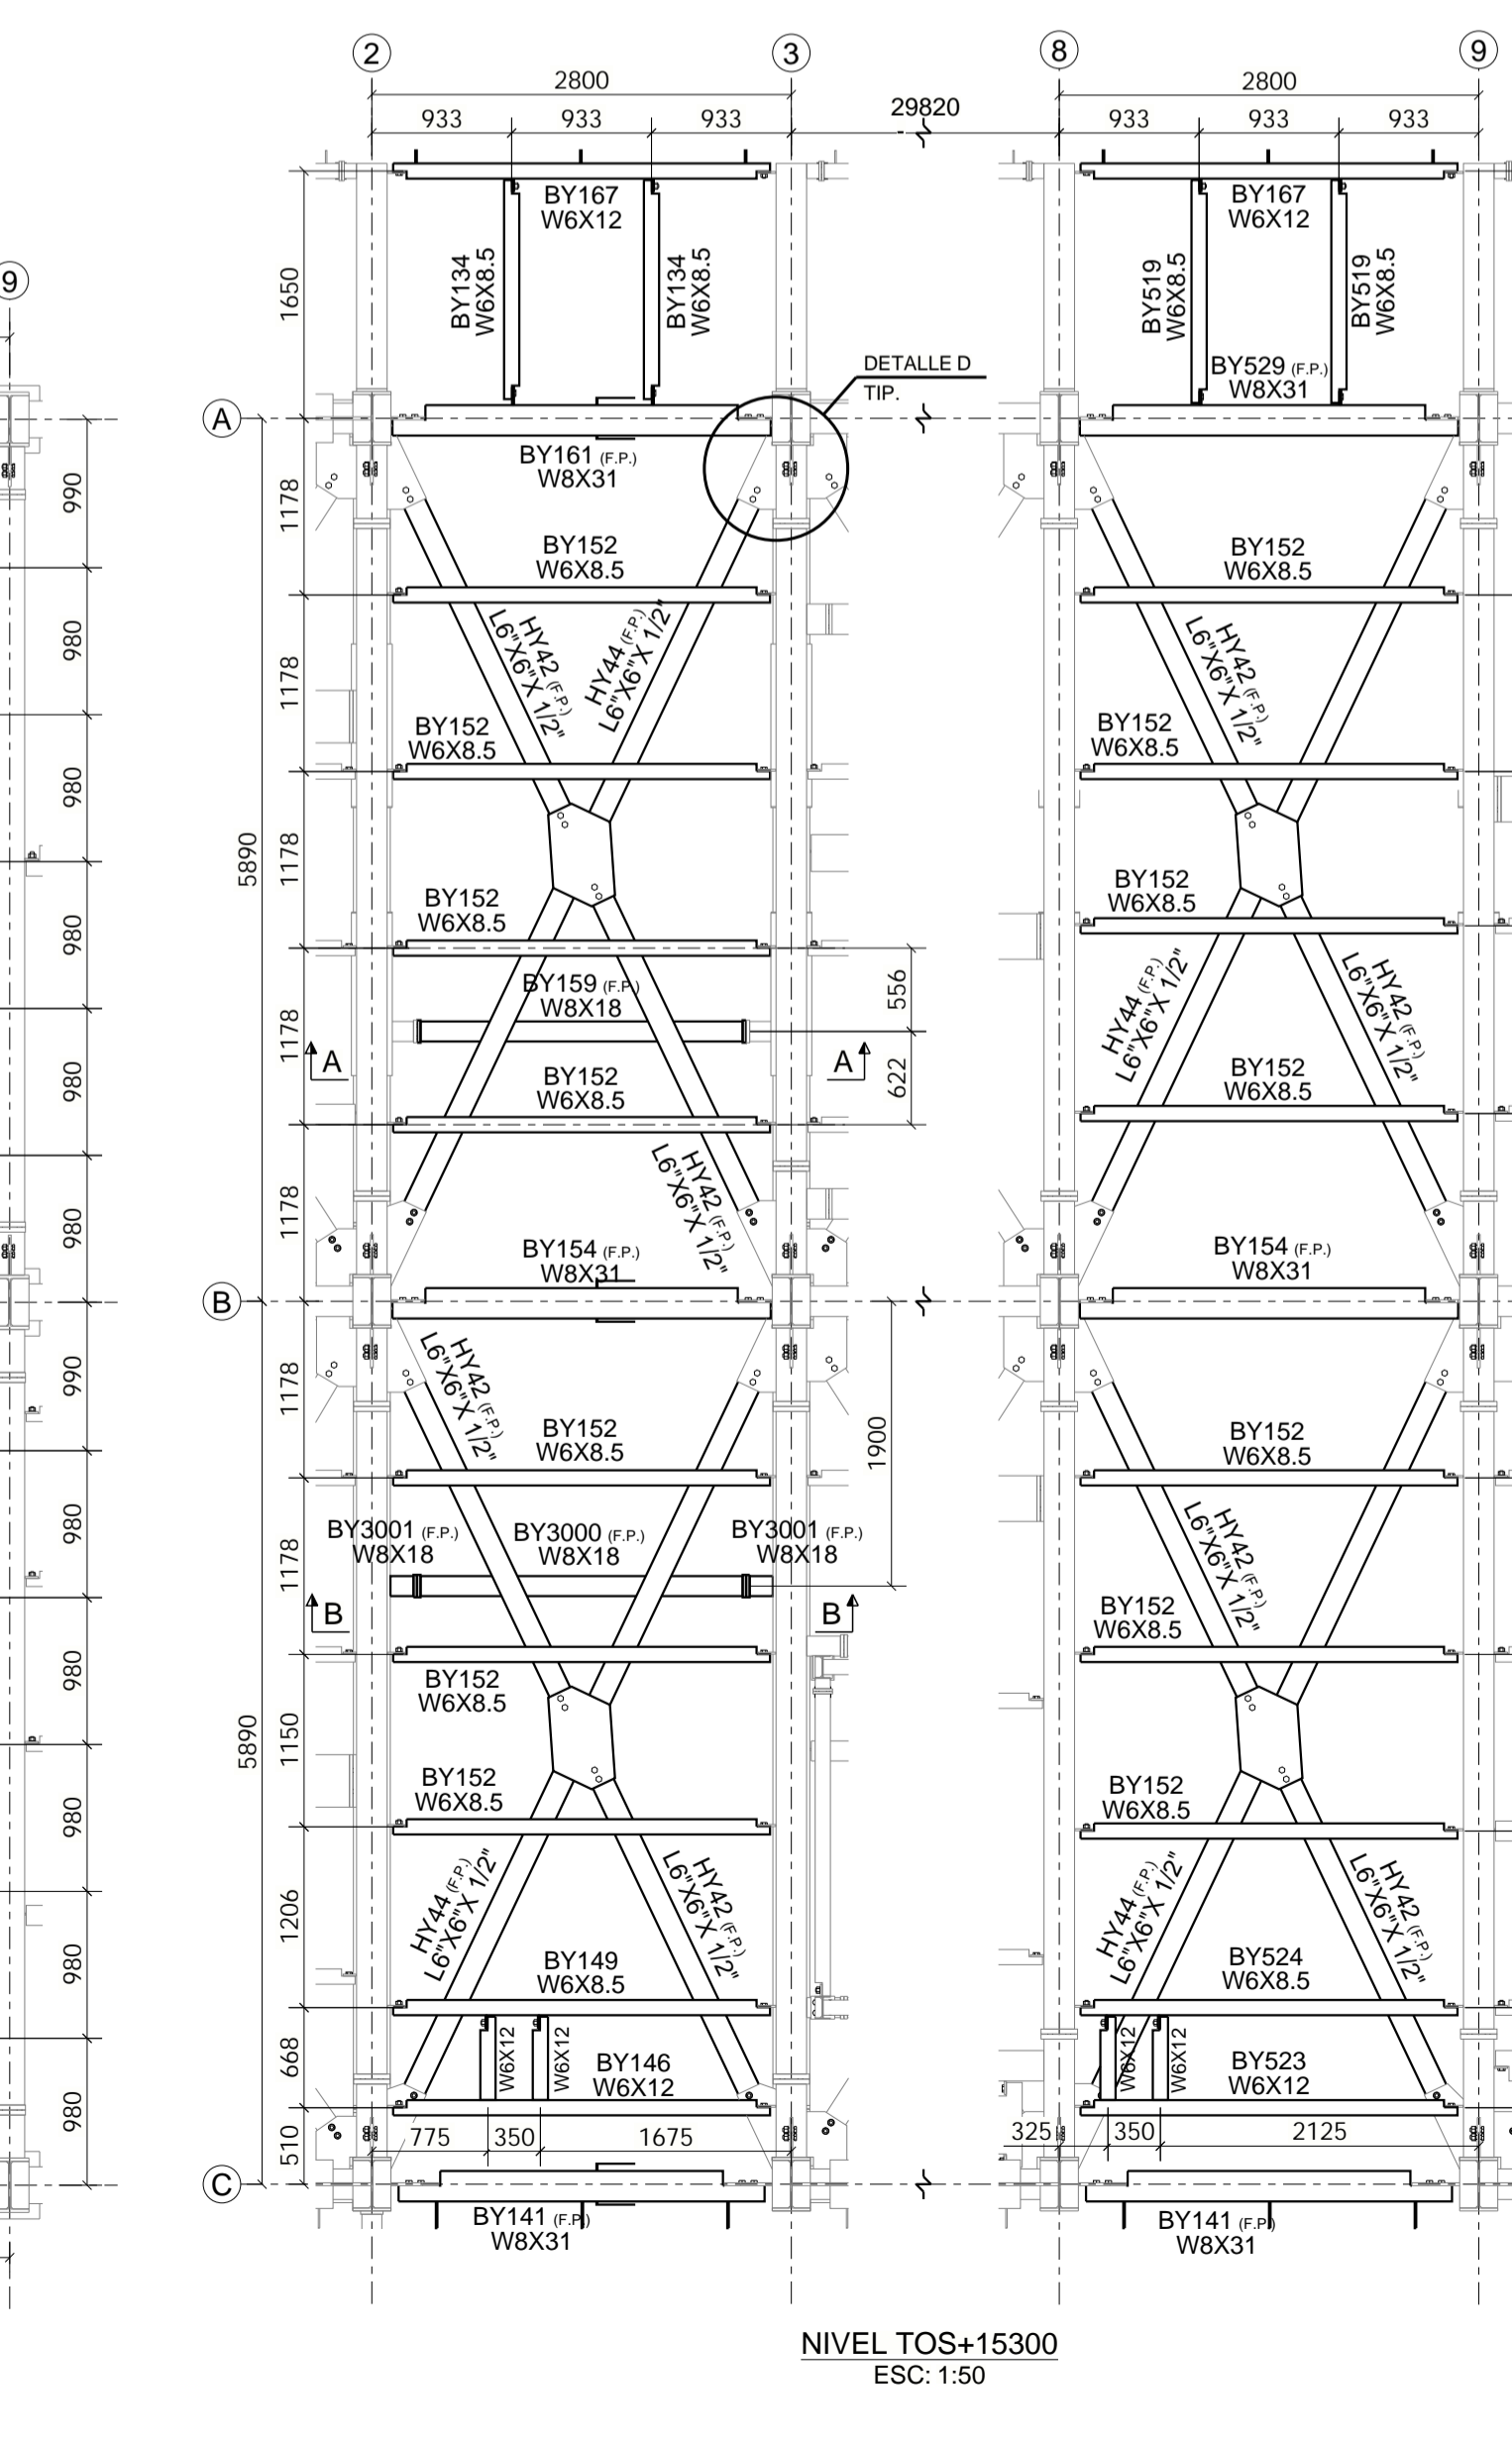 2
3
8
9
2800
2800
29820
933
933
933
933
933
933
BY167
W6X12
BY167
W6X12
9
1650
BY134
W6X8.5
BY134
W6X8.5
BY519
W6X8.5
BY519
W6X8.5
DETALLE D
TIP.
BY529 (F.P.)
W8X31
A
BY161 (F.P.)
W8X31
990
1178
BY152
W6X8.5
BY152
W6X8.5
980
1178
HY42 (F.P.)
L6"X6"X 1/2"
HY44 (F.P.)
L6"X6"X 1/2"
HY42 (F.P.)
L6"X6"X 1/2"
BY152
W6X8.5
BY152
W6X8.5
980
5890
1178
BY152
W6X8.5
BY152
W6X8.5
980
1178
BY159 (F.P.)
W8X18
556
HY44 (F.P.)
L6"X6"X 1/2"
HY42 (F.P.)
L6"X6"X 1/2"
A
A
622
980
BY152
W6X8.5
BY152
W6X8.5
980
1178
HY42 (F.P.)
L6"X6"X 1/2"
BY154 (F.P.)
W8X31
BY154 (F.P.)
W8X31
B
990
1178
HY42 (F.P.)
L6"X6"X 1/2"
BY152
W6X8.5
1900
BY152
W6X8.5
980
1178
BY3001 (F.P.)
W8X18
BY3000 (F.P.)
W8X18
BY3001 (F.P.)
W8X18
HY42 (F.P.)
L6"X6"X 1/2"
B
B
BY152
W6X8.5
980
BY152
W6X8.5
5890
1150
BY152
W6X8.5
BY152
W6X8.5
980
1206
HY44 (F.P.)
L6"X6"X 1/2"
HY42 (F.P.)
L6"X6"X 1/2"
HY44 (F.P.)
L6"X6"X 1/2"
HY42 (F.P.)
L6"X6"X 1/2"
980
BY149
W6X8.5
BY524
W6X8.5
668
W6X12
W6X12
BY146
W6X12
W6X12
W6X12
BY523
W6X12
980
510
775
350
1675
325
350
2125
C
BY141 (F.P.)
W8X31
BY141 (F.P.)
W8X31
NIVEL TOS+15300
ESC: 1:50